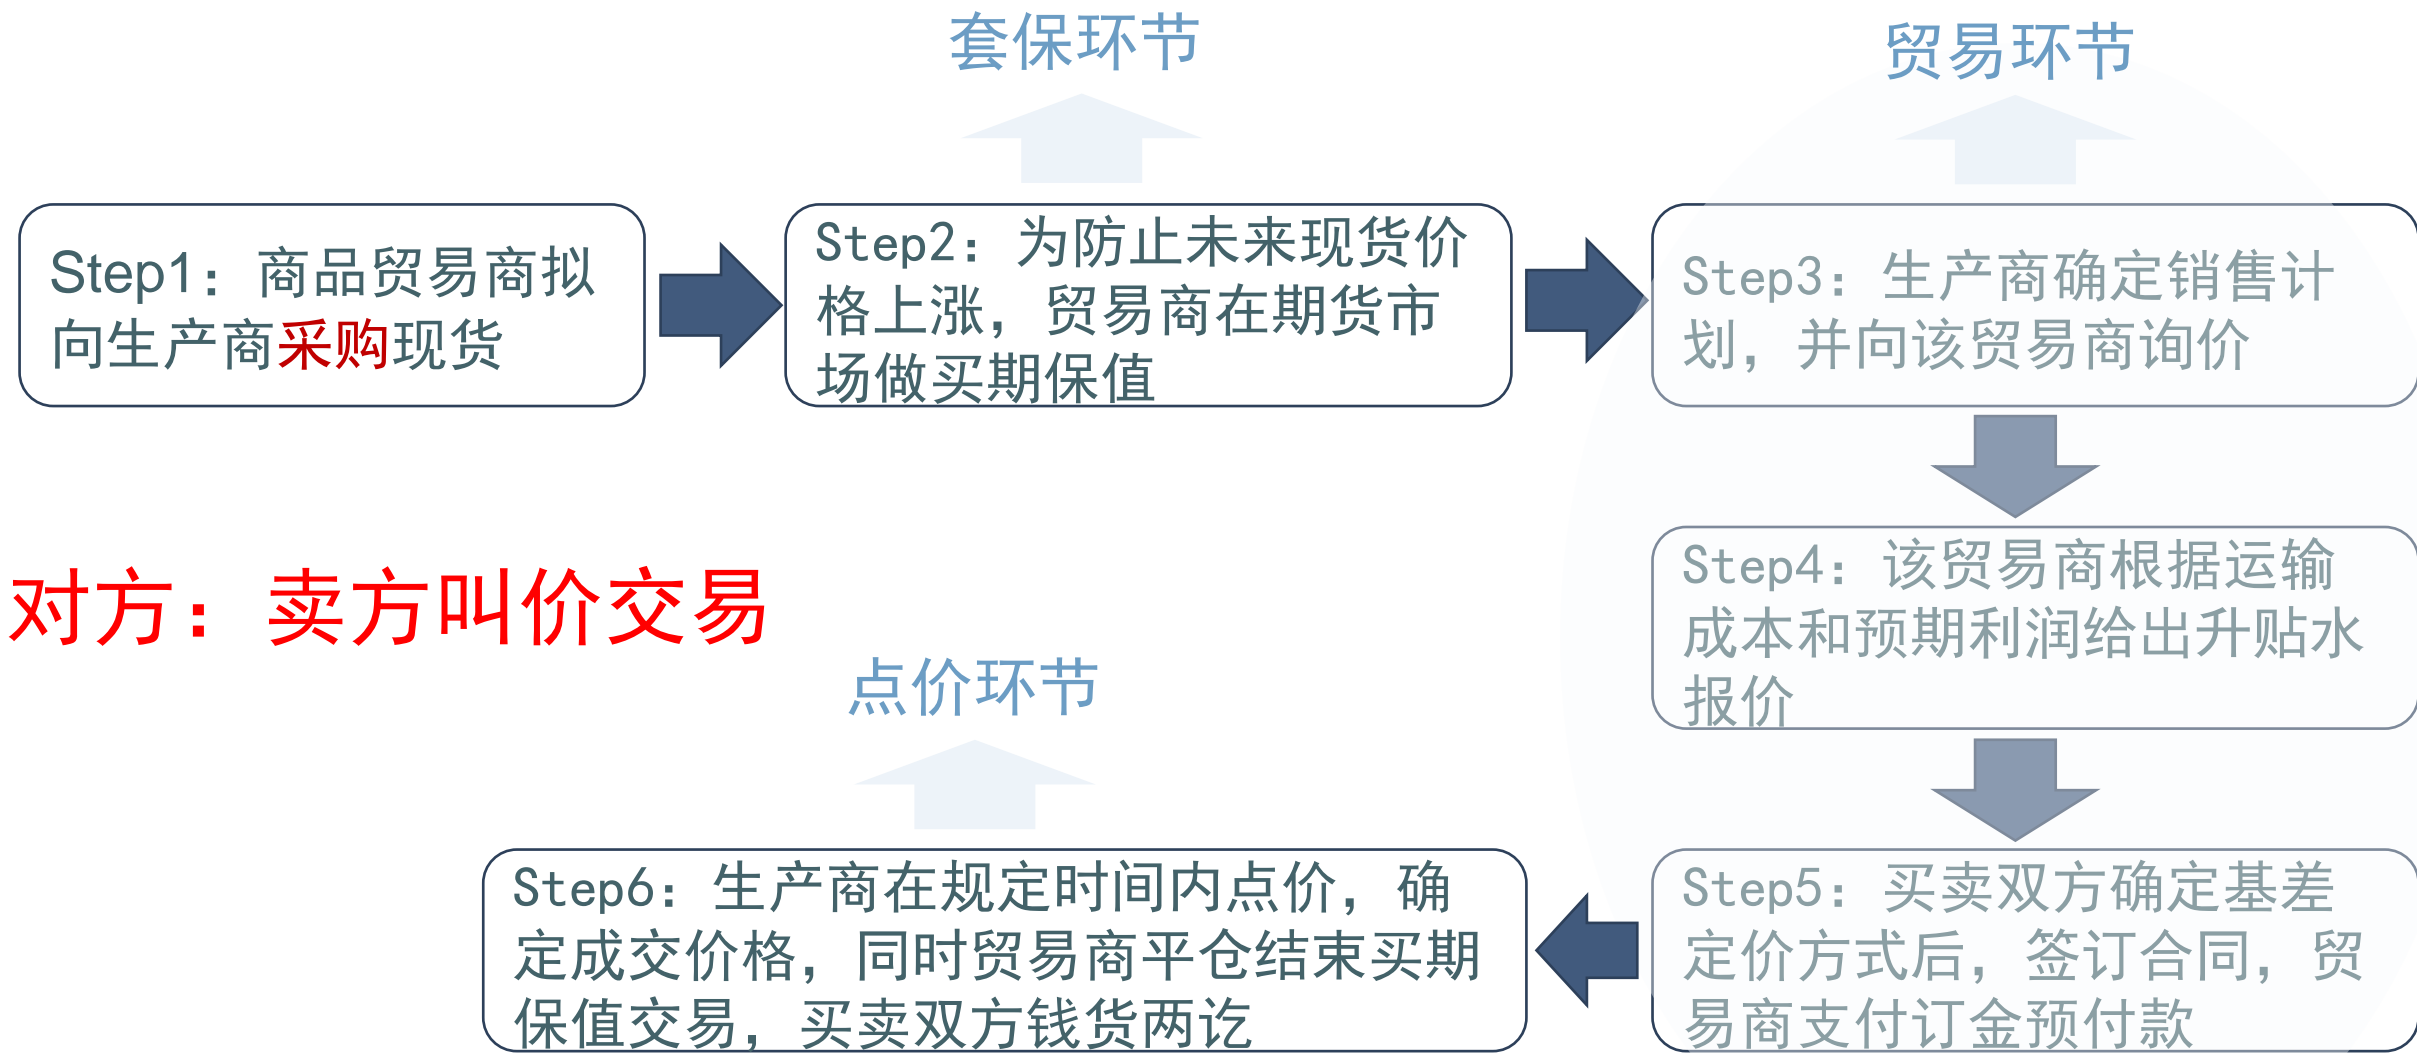 套保环节
贸易环节
Step1：商品贸易商拟
向生产商采购现货
Step2：为防止未来现货价
格上涨，贸易商在期货市
场做买期保值
Step3：生产商确定销售计
划，并向该贸易商询价
对方：卖方叫价交易
Step4：该贸易商根据运输
成本和预期利润给出升贴水
报价
点价环节
Step6：生产商在规定时间内点价，确
定成交价格，同时贸易商平仓结束买期
保值交易，买卖双方钱货两讫
Step5：买卖双方确定基差
定价方式后，签订合同，贸
易商支付订金预付款